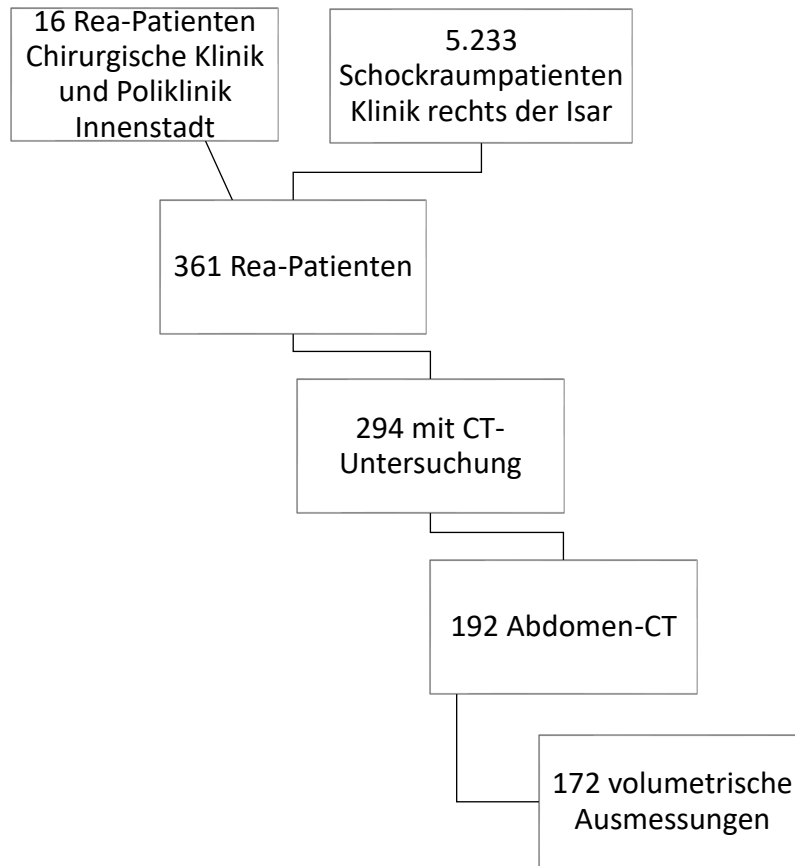 16 Rea-Patienten
Chirurgische Klinik
und Poliklinik
Innenstadt
5.233
Schockraumpatienten
Klinik rechts der Isar
361 Rea-Patienten
294 mit CT-
Untersuchung
192 Abdomen-CT
172 volumetrische
Ausmessungen